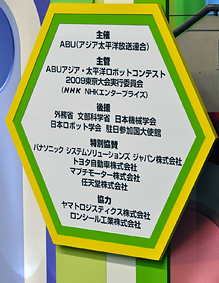 主催
ABU(アジア太平洋放送連合)
主管
ABUアジア・太平洋ロボットコンテスト
2009東京大会実行委員会
(NHK NHKエンタープライズ)
後援
外務省 文部科学省 日本機械学会
日本ロボット学会 駐日参加国大使館
特別協賛
パナソニック システムソリューションズ ジャパン株式会社
トヨタ自動車株式会社
マブチモーター株式会社
任天堂株式会社
協力
ヤマトロジスティクス株式会社
ロンシール工業株式会社